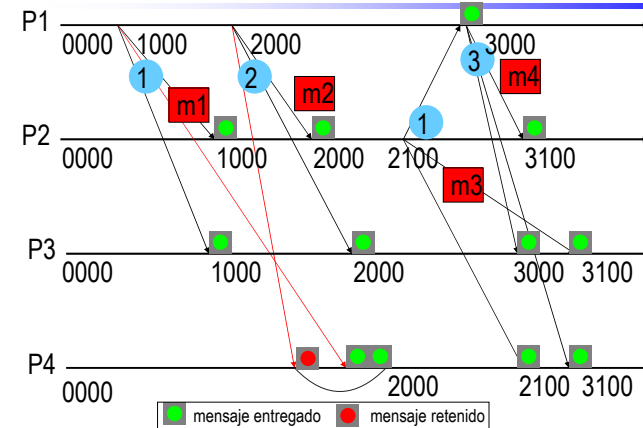 P1
0000 1000 2000 3000
1 2 3
m1 m2 m4
1
P2
0000 1000 2000 2100 3100
m3
P3
0000 1000 2000 3000 3100
P4
0000 2000 2100 3100
mensaje entregado mensaje retenido